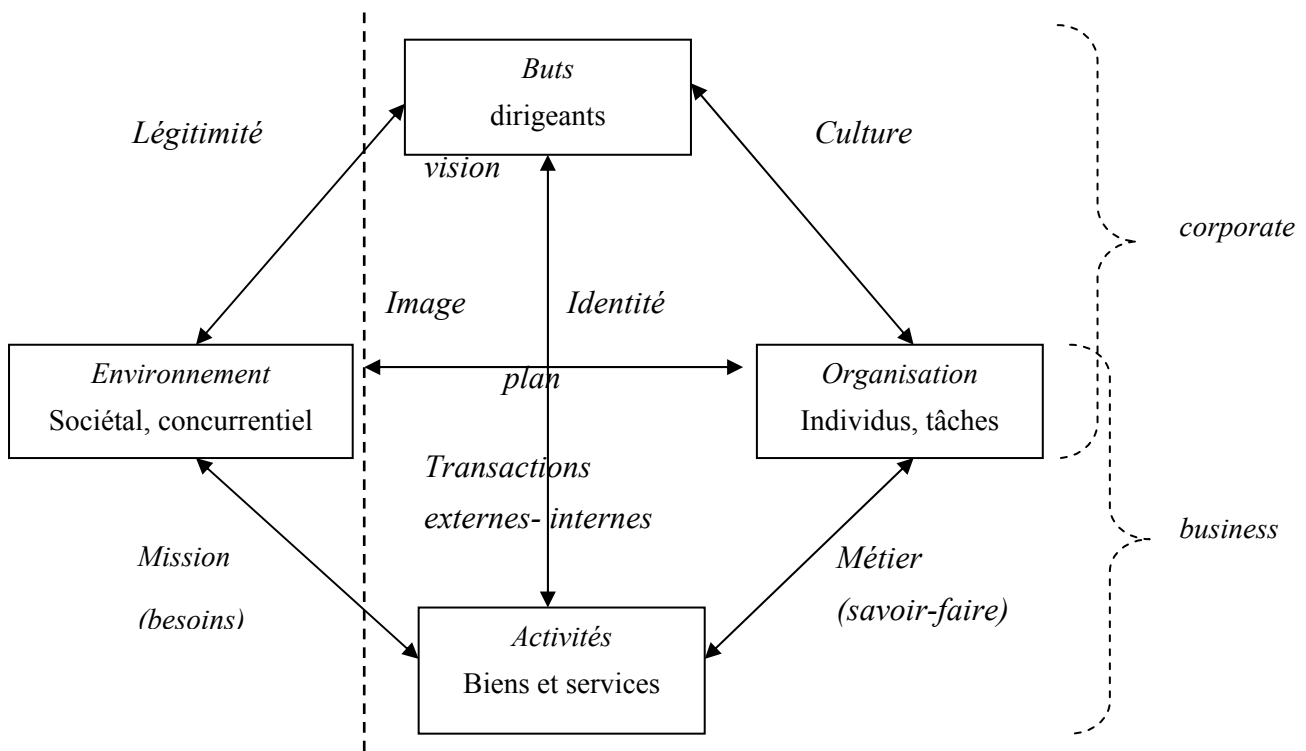 Buts
dirigeants
Légitimité
Culture
vision
corporate
Image
Identité
Environnement
Sociétal, concurrentiel
plan
Organisation
Individus, tâches
Transactions
externes- internes
business
Mission
(besoins)
Métier
(savoir-faire)
Activités
Biens et services